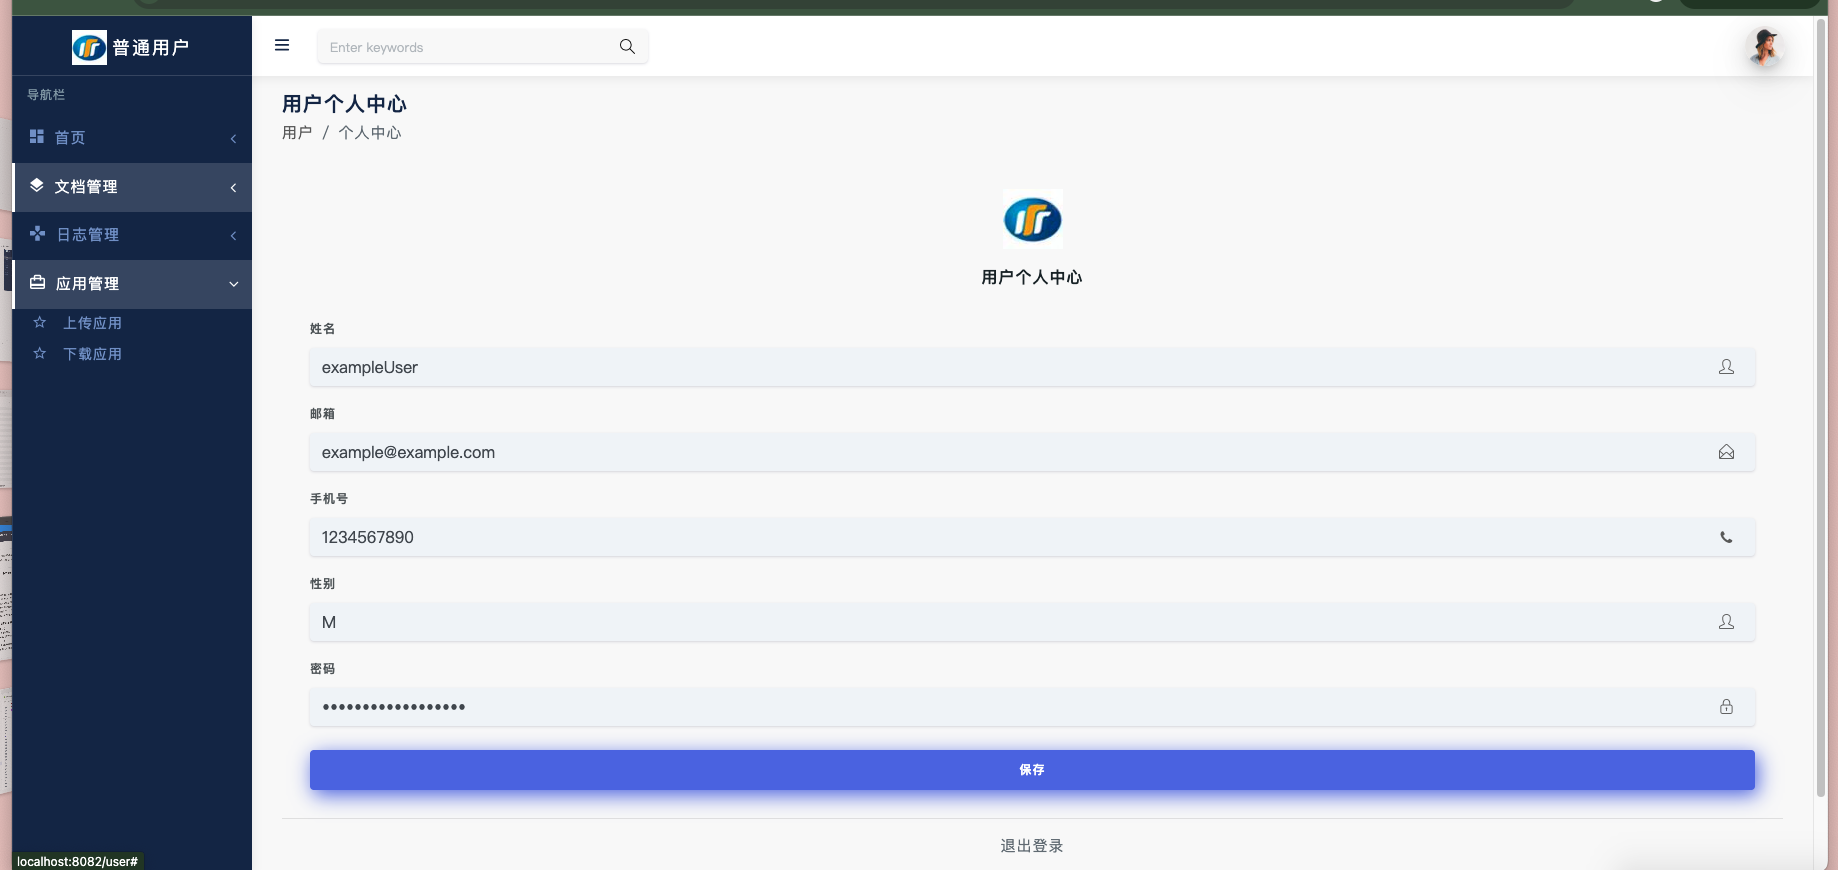 普通用户
Enter keywords
导航栏
首页
文档管理
日志管理
应用管理
上传应用
下载应用
用户个人中心
用户 / 个人中心
用户个人中心
姓名
exampleUser
邮箱
example@example.com
手机号
1234567890
性别
M
密码
••••••••••••••••••
保存
退出登录
localhost:8082/user#